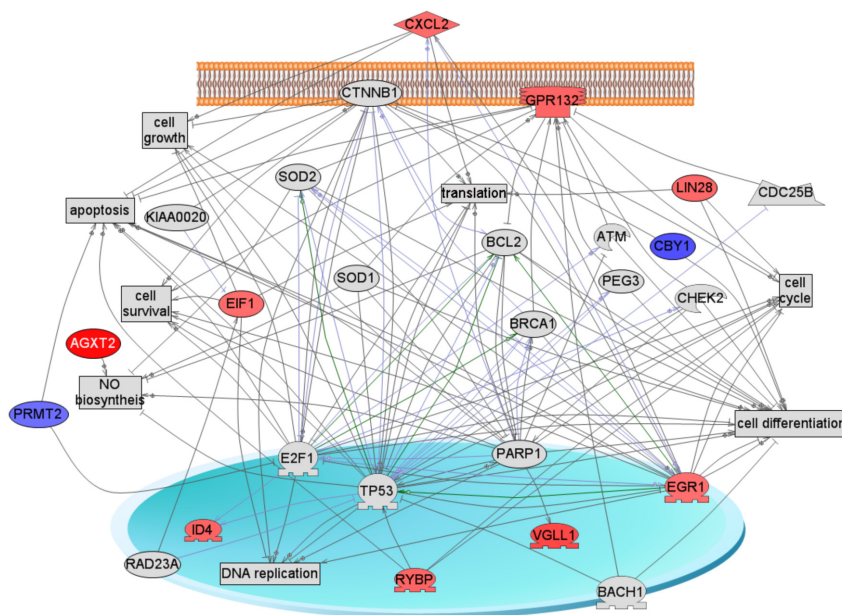 CXCL2
CTNNB1
GPR132
cell
growth
SOD2
translation
LIN28
CDC25B
apoptosis
KIAA0020
BCL2
ATM
CBY1
SOD1
PEG3
cell
survival
EIF1
CHEK2
cell
cycle
BRCA1
AGXT2
NO
biosyntheis
PRMT2
cell differentiation
E2F1
PARP1
TP53
EGR1
ID4
VGLL1
RAD23A
DNA replication
RYBP
BACH1